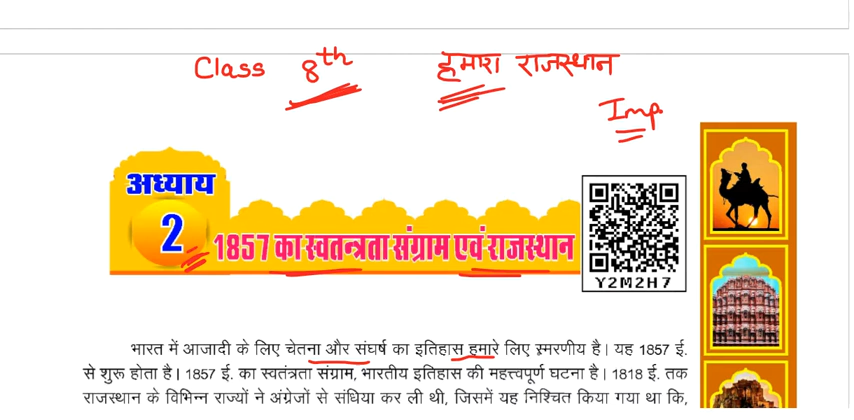 Class 8th हमारा राजस्थान
Imp.
अध्याय
2
1857 का स्वतन्त्रता संग्राम एवं राजस्थान
Y2M2H7
भारत में आजादी के लिए चेतना और संघर्ष का इतिहास हमारे लिए स्मरणीय है। यह 1857 ई.
से शुरू होता है। 1857 ई. का स्वतंत्रता संग्राम, भारतीय इतिहास की महत्त्वपूर्ण घटना है। 1818 ई. तक
राजस्थान के विभिन्न राज्यों ने अंग्रेजों से संधिया कर ली थी, जिसमें यह निश्चित किया गया था कि,